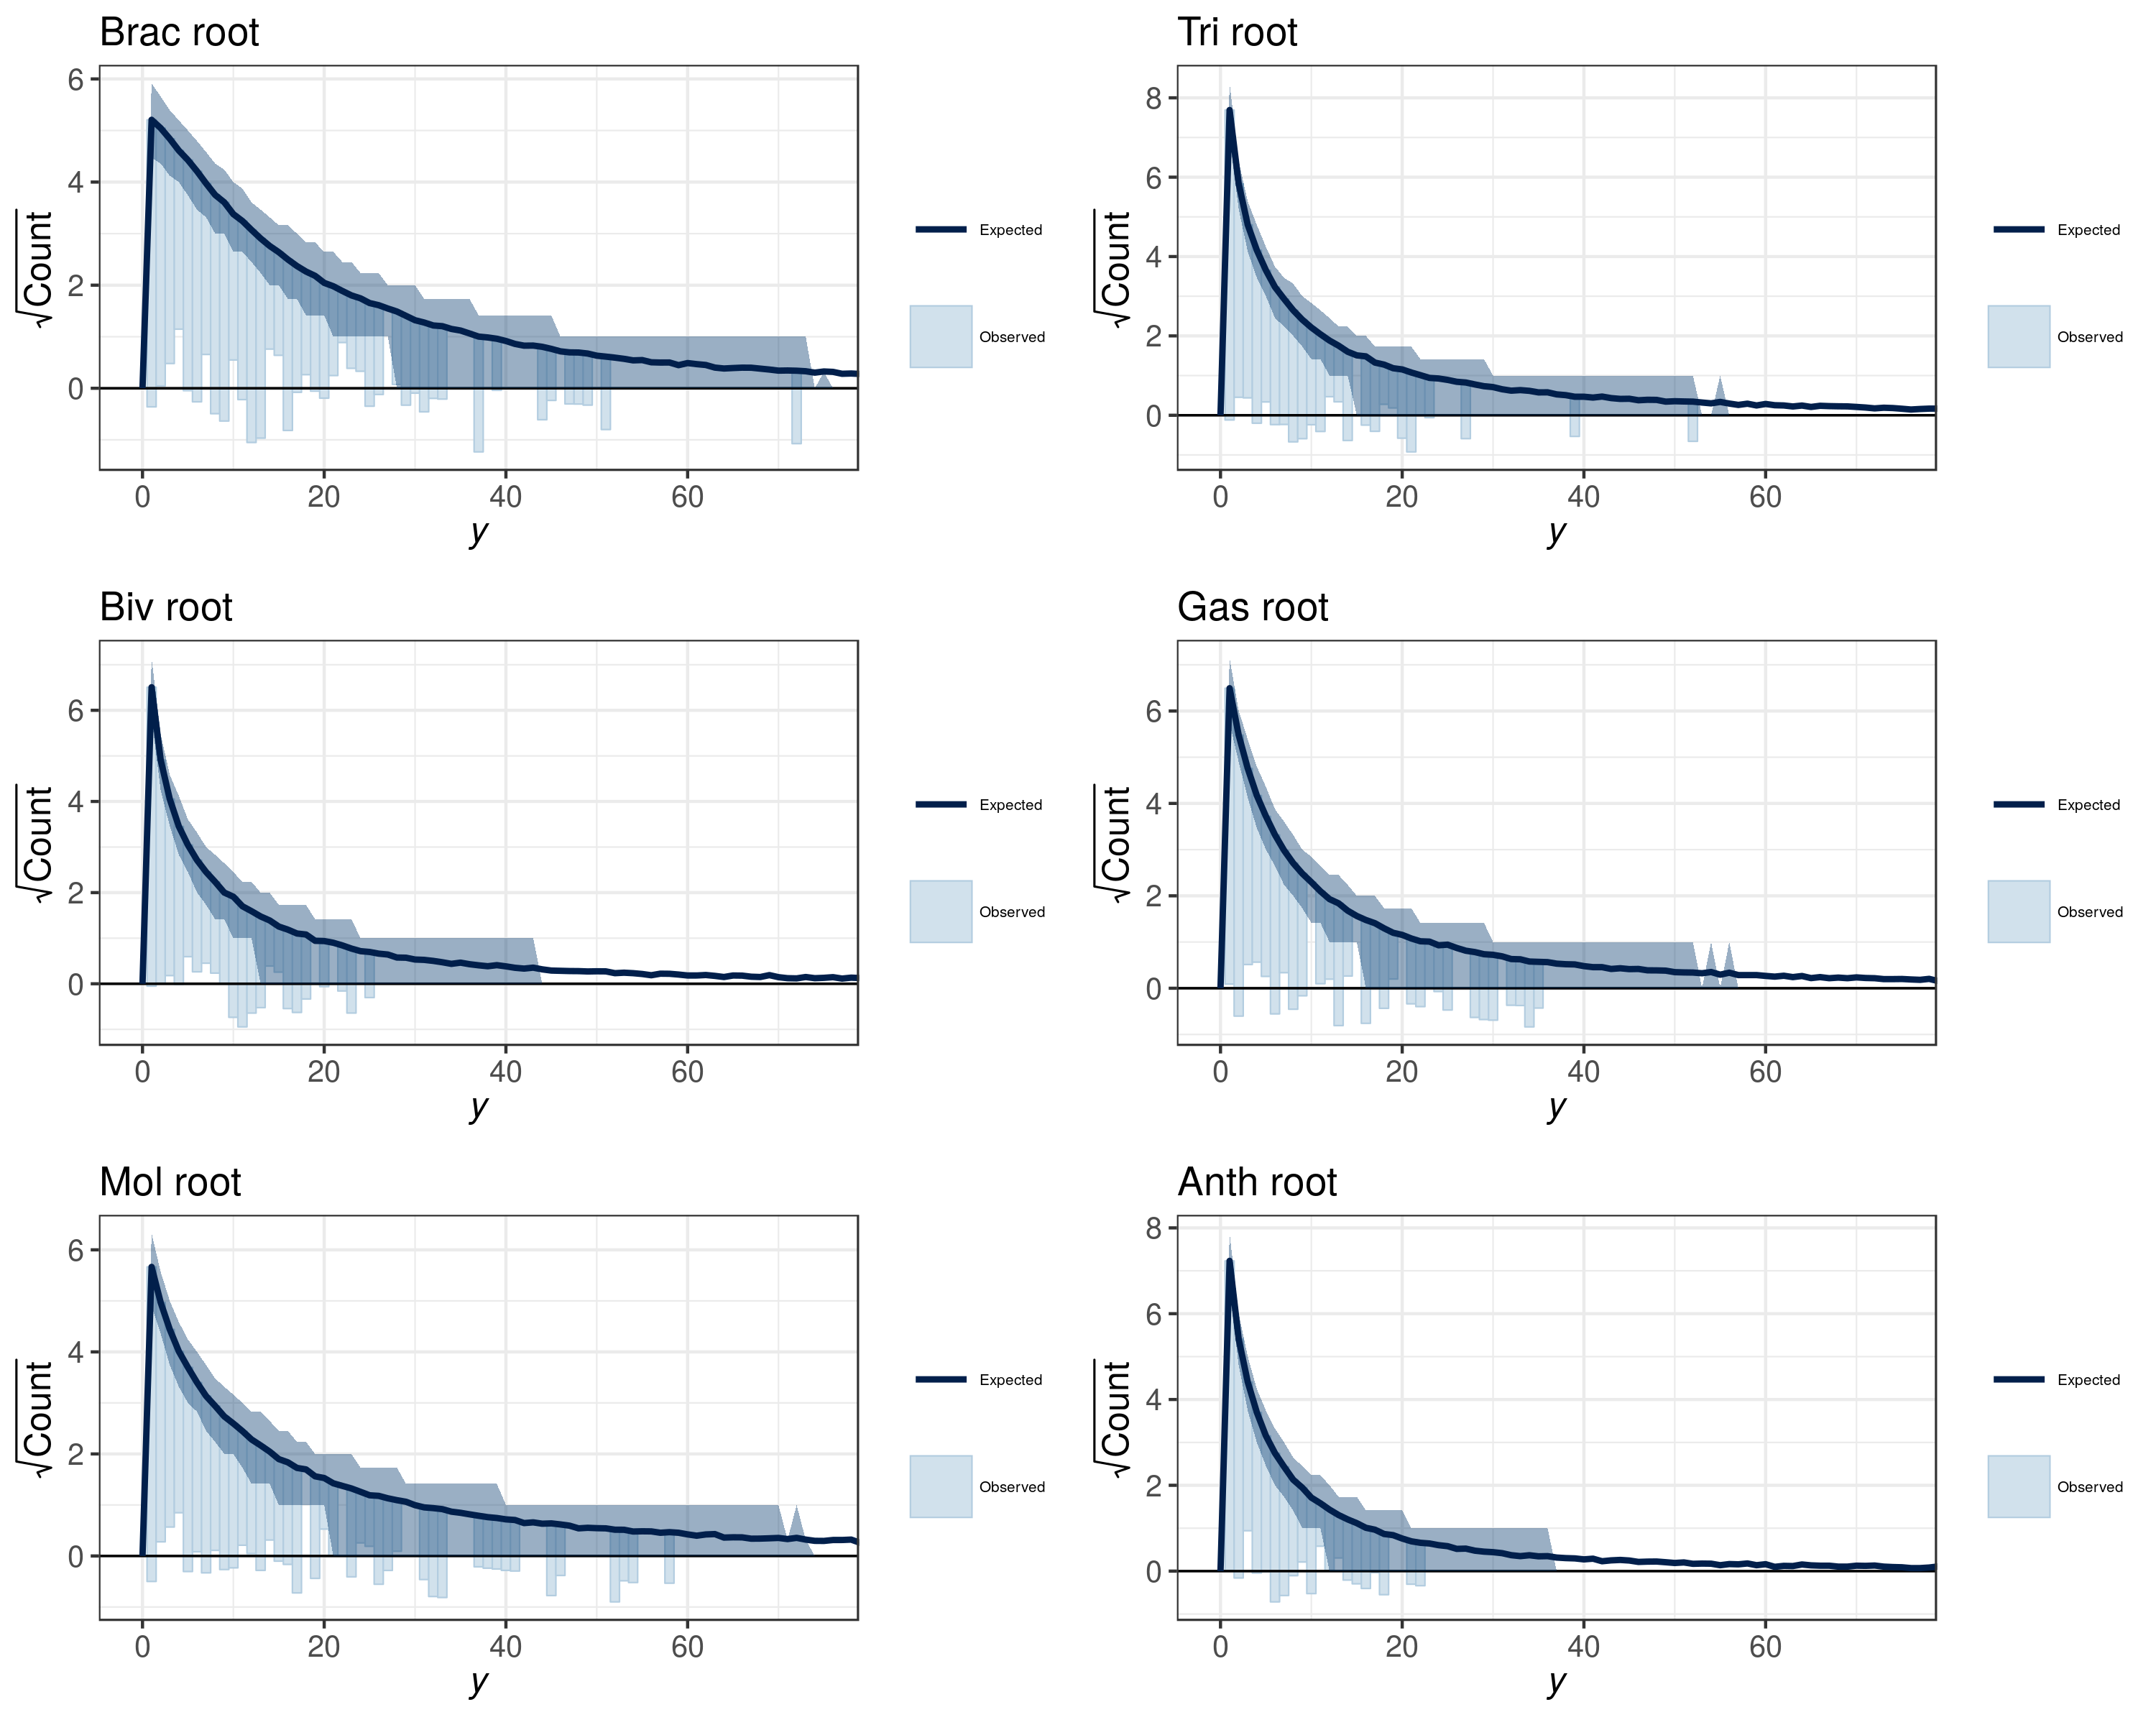 Brac root
√Count
6
4
2
0
0 20 40 60
y
Expected
Observed
Tri root
√Count
8
6
4
2
0
0 20 40 60
y
Expected
Observed
Biv root
√Count
6
4
2
0
0 20 40 60
y
Expected
Observed
Gas root
√Count
6
4
2
0
0 20 40 60
y
Expected
Observed
Mol root
√Count
6
4
2
0
0 20 40 60
y
Expected
Observed
Anth root
√Count
8
6
4
2
0
0 20 40 60
y
Expected
Observed